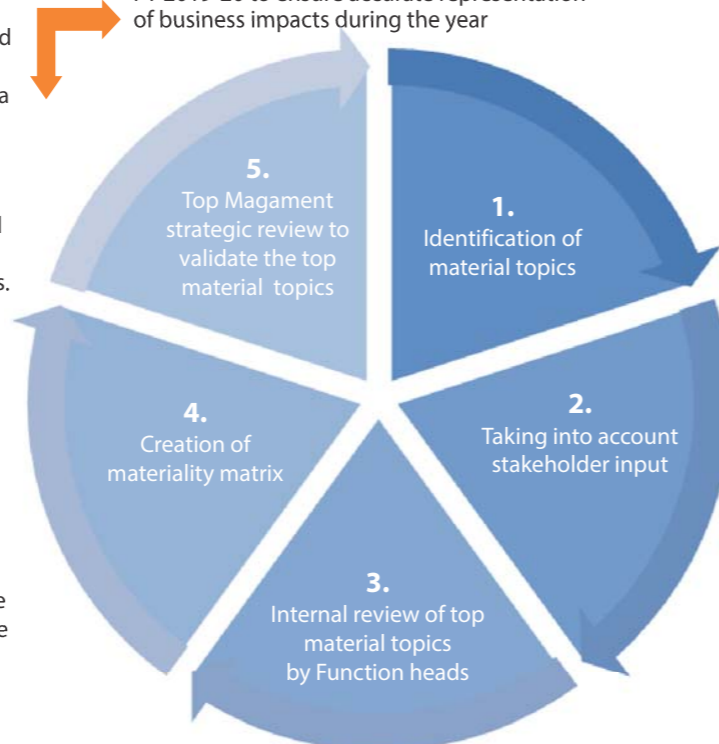 of business impacts during the year
d
a
s.
e
e
1.
Identification of
material topics
2.
Taking into account
stakeholder input
3.
Internal review of top
material topics
by Function heads
4.
Creation of
materiality matrix
5.
Top Magament
strategic review to
validate the top
material topics